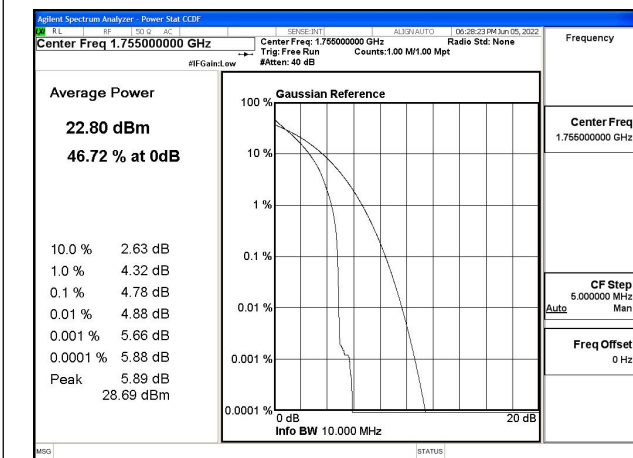 Agilent Spectrum Analyzer - Power Stat CCDF
RL RF 50 Ω AC SENSE:INT ALIGN AUTO 06:28:23 PM Jun 05, 2022
Center Freq 1.755000000 GHz
Center Freq: 1.755000000 GHz Radio Std: None
Trig: Free Run Counts:1.00 M/1.00 Mpt
#IFGain:Low #Atten: 40 dB
Frequency
Average Power
22.80 dBm
46.72 % at 0dB
10.0 % 2.63 dB
1.0 % 4.32 dB
0.1 % 4.78 dB
0.01 % 4.88 dB
0.001 % 5.66 dB
0.0001 % 5.88 dB
Peak 5.89 dB
28.69 dBm
Gaussian Reference
100 %
10 %
1 %
0.1 %
0.01 %
0.001 %
0.0001 %
0 dB 20 dB
Info BW 10.000 MHz
Center Freq
1.755000000 GHz
CF Step
5.000000 MHz
Auto Man
Freq Offset
0 Hz
MSG STATUS